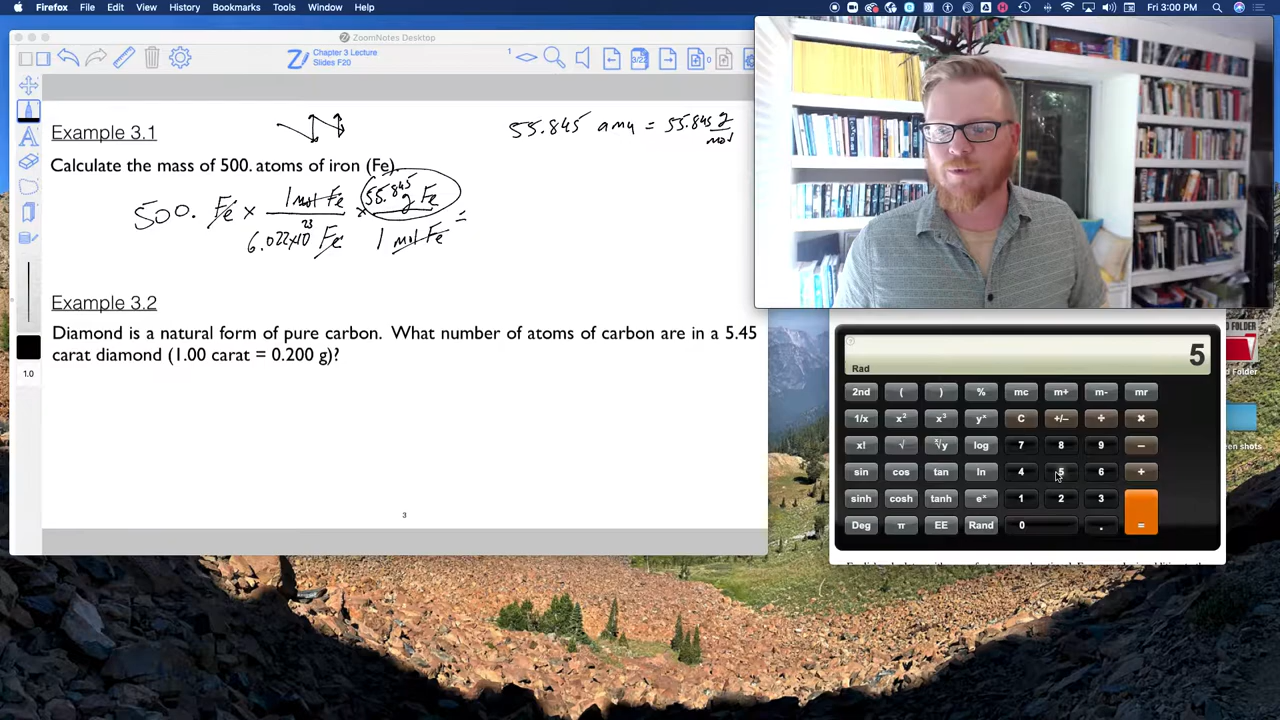 Firefox File Edit View History Bookmarks Tools Window Help Fri 3:00 PM
ZoomNotes Desktop
Chapter 3 Lecture
Slides F20
1
3/22
0
Example 3.1
55.845 amu = 55.845 g
mol
Calculate the mass of 500. atoms of iron (Fe).
500. Fe × 1 mol Fe × 55.845 g Fe =
6.022×10²³ Fe 1 mol Fe
Example 3.2
Diamond is a natural form of pure carbon. What number of atoms of carbon are in a 5.45
carat diamond (1.00 carat = 0.200 g)?
1.0
3
5
Rad
2nd ( ) % mc m+ m- mr
1/x x² x³ yˣ C +/– ÷ ×
x! √ ˣ√y log 7 8 9 –
sin cos tan ln 4 5 6 +
sinh cosh tanh eˣ 1 2 3
Deg π EE Rand 0 . =
Folder